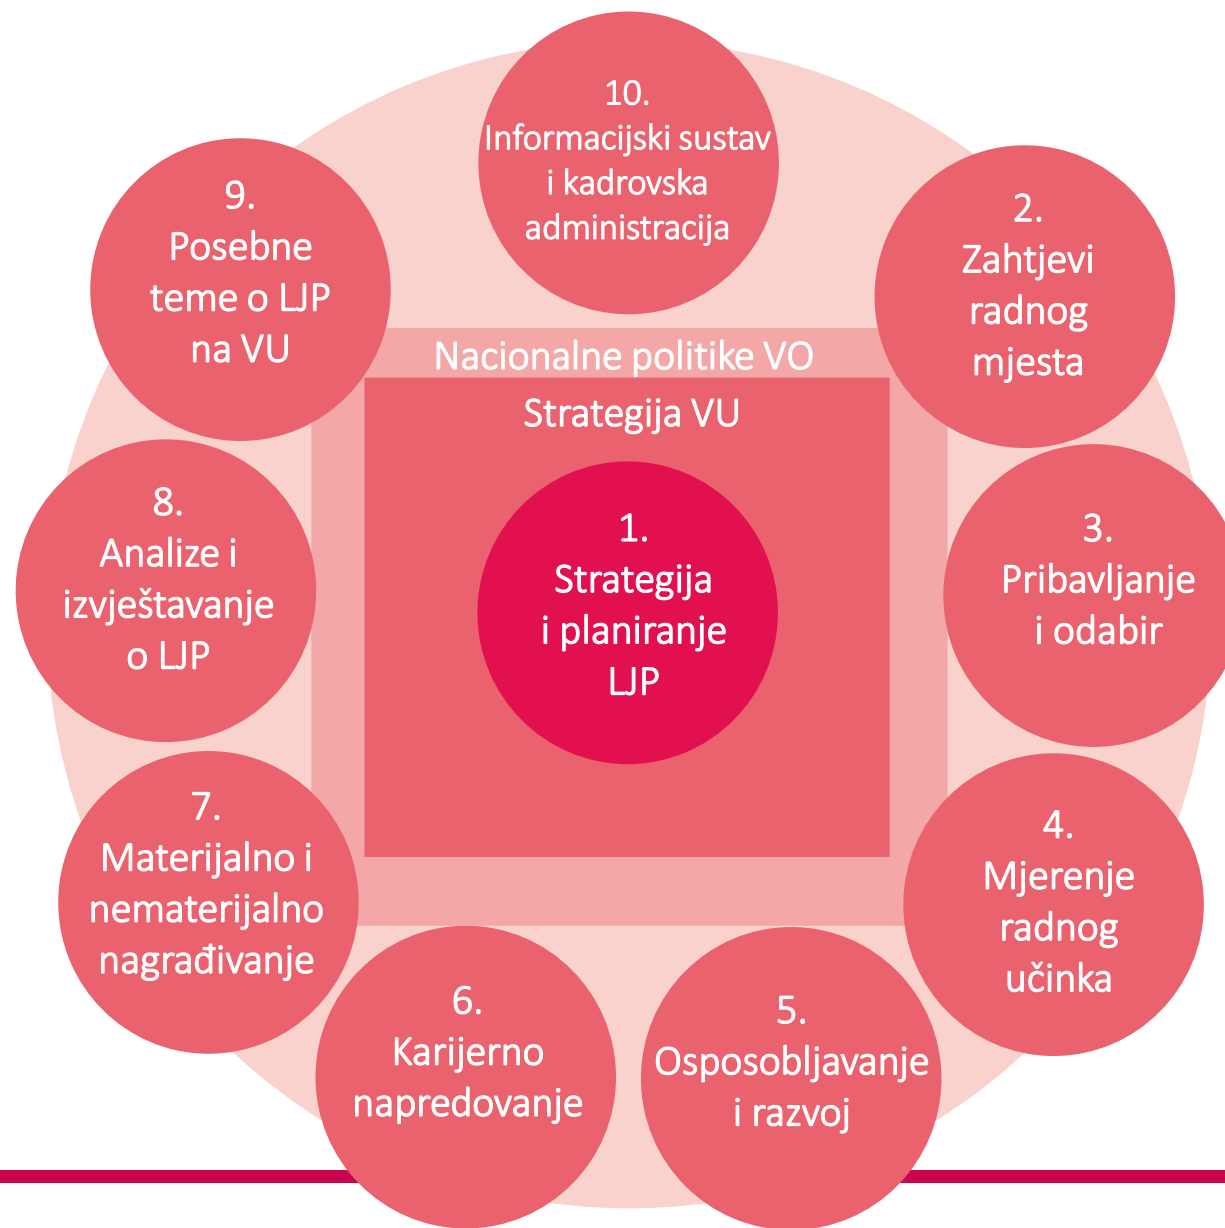 10.
Informacijski sustav
i kadrovska
administracija
2.
Zahtjevi
radnog
mjesta
3.
Pribavljanje
i odabir
4.
Mjerenje
radnog
učinka
5.
Osposobljavanje
i razvoj
6.
Karijerno
napredovanje
7.
Materijalno i
nematerijalno
nagrađivanje
8.
Analize i
izvještavanje
o LJP
9.
Posebne
teme o LJP
na VU
Nacionalne politike VO
Strategija VU
1.
Strategija
i planiranje
LJP